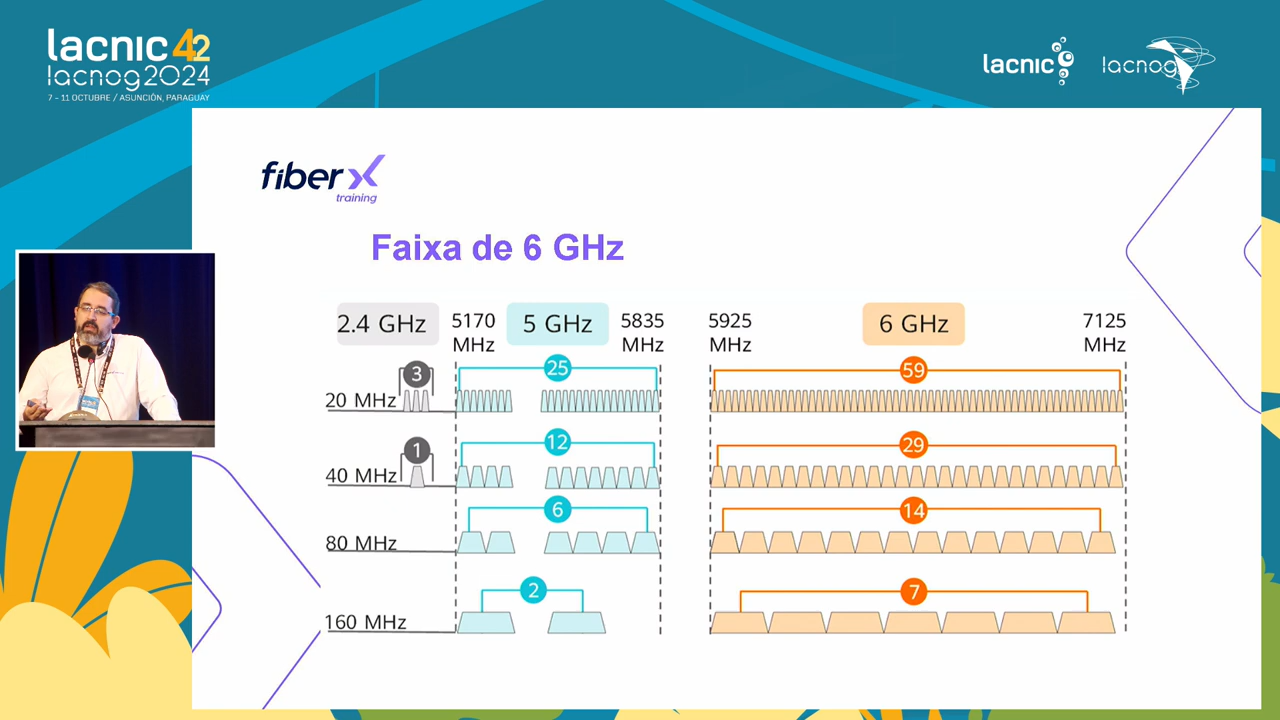 lacnic 42
lacnog2024
7 - 11 OCTUBRE / ASUNCIÓN, PARAGUAY
lacnic
lacnog
fiber x
training
Faixa de 6 GHz
2.4 GHz
5170 MHz
5 GHz
5835 MHz
5925 MHz
6 GHz
7125 MHz
20 MHz
3
25
59
40 MHz
1
12
29
80 MHz
6
14
160 MHz
2
7